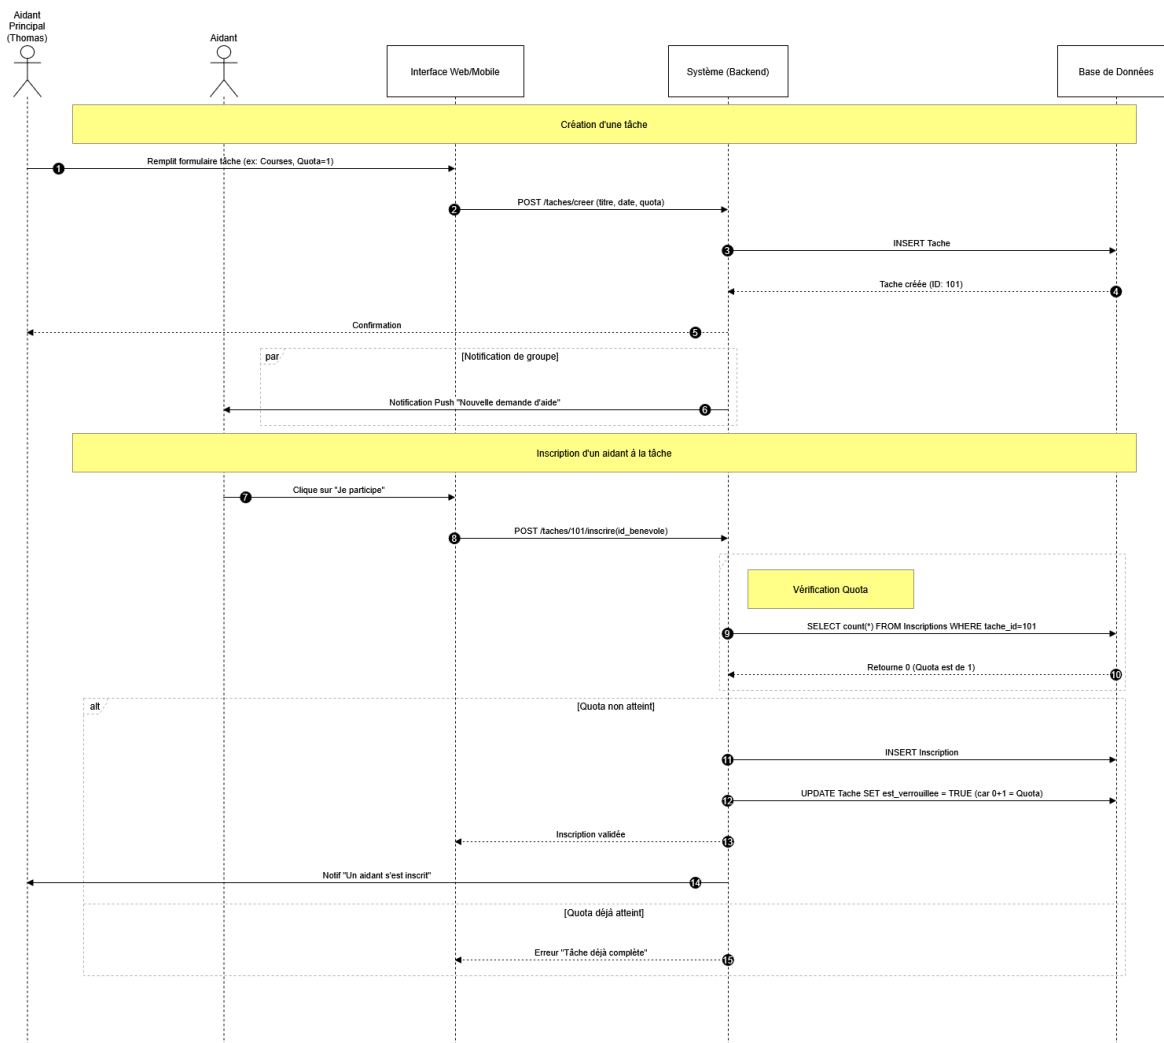 Aidant
Principal
(Thomas)
Aidant
Interface Web/Mobile
Système (Backend)
Base de Données
Création d'une tâche
1
Remplit formulaire tâche (ex: Courses, Quota=1)
2
POST /taches/creer (titre, date, quota)
3
INSERT Tache
Tache créée (ID: 101)
4
Confirmation
5
par
[Notification de groupe]
Notification Push "Nouvelle demande d'aide"
6
Inscription d'un aidant à la tâche
7
Clique sur "Je participe"
8
POST /taches/101/inscrire(id_benevole)
Vérification Quota
9
SELECT count(*) FROM Inscriptions WHERE tache_id=101
Retourne 0 (Quota est de 1)
10
alt
[Quota non atteint]
11
INSERT Inscription
12
UPDATE Tache SET est_verrouillee = TRUE (car 0+1 = Quota)
Inscription validée
13
Notif "Un aidant s'est inscrit"
14
[Quota déjà atteint]
Erreur "Tâche déjà complète"
15